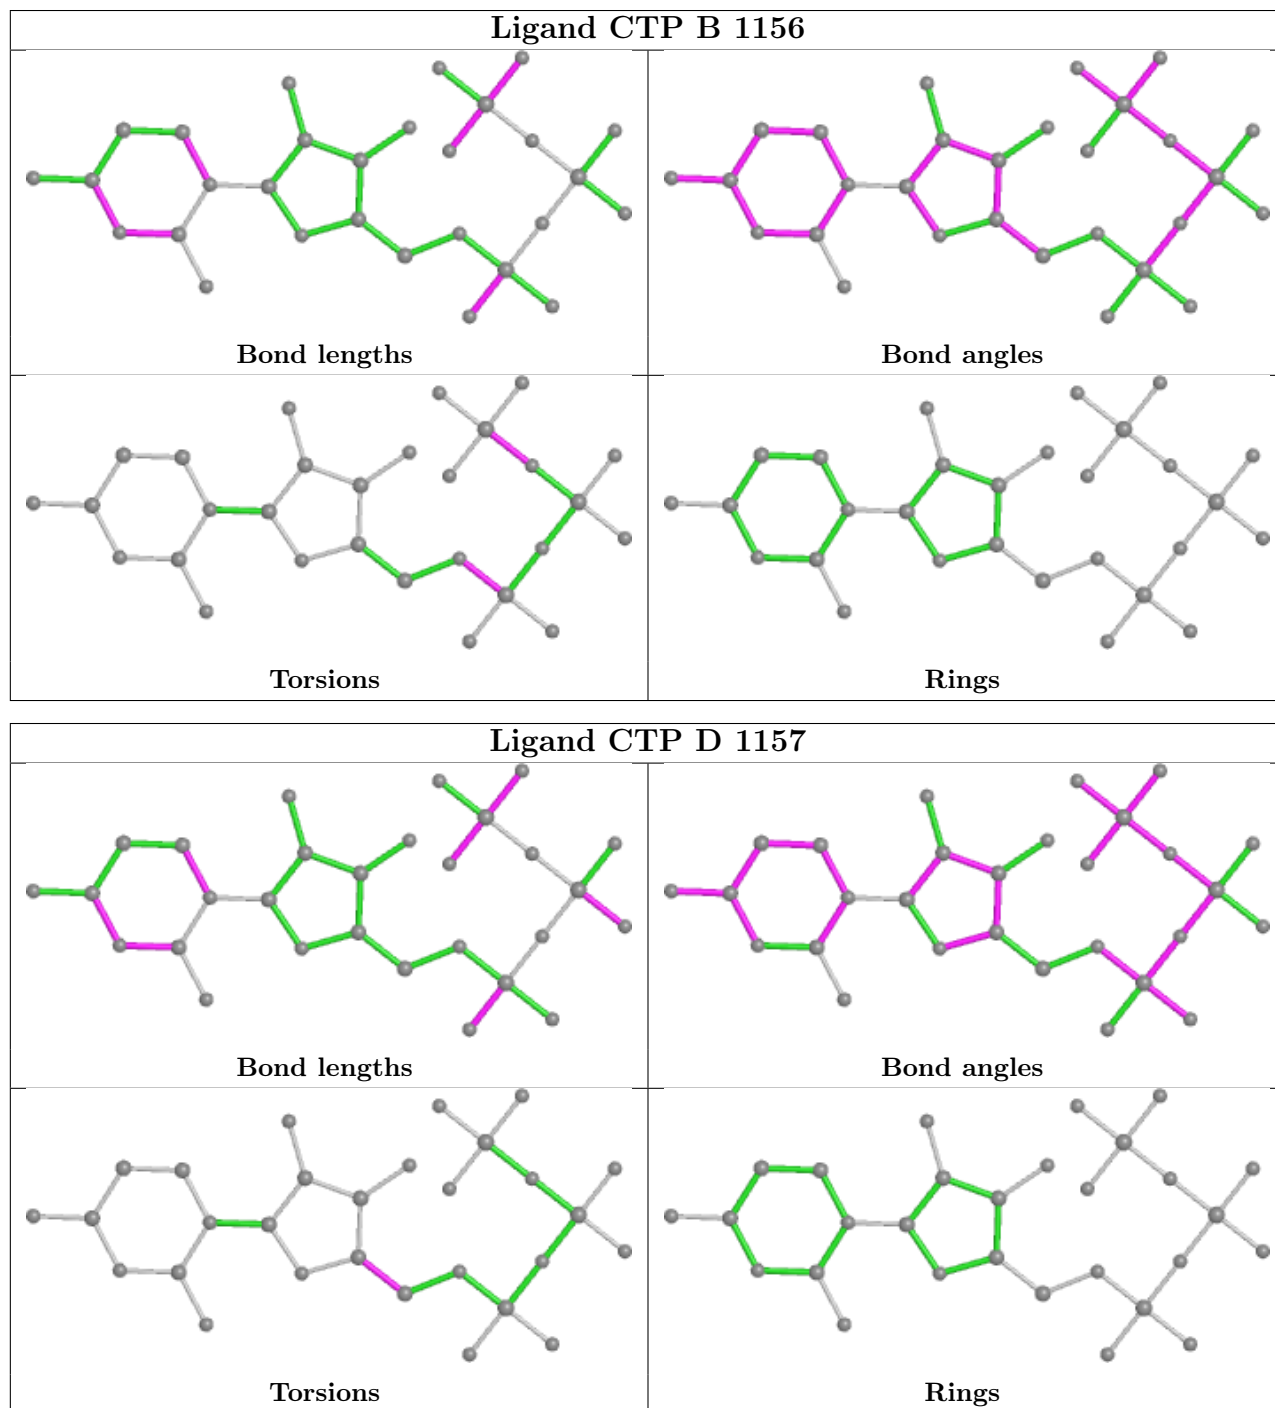 Ligand CTP B 1156
Bond lengths
Bond angles
Torsions
Rings
Ligand CTP D 1157
Bond lengths
Bond angles
Torsions
Rings